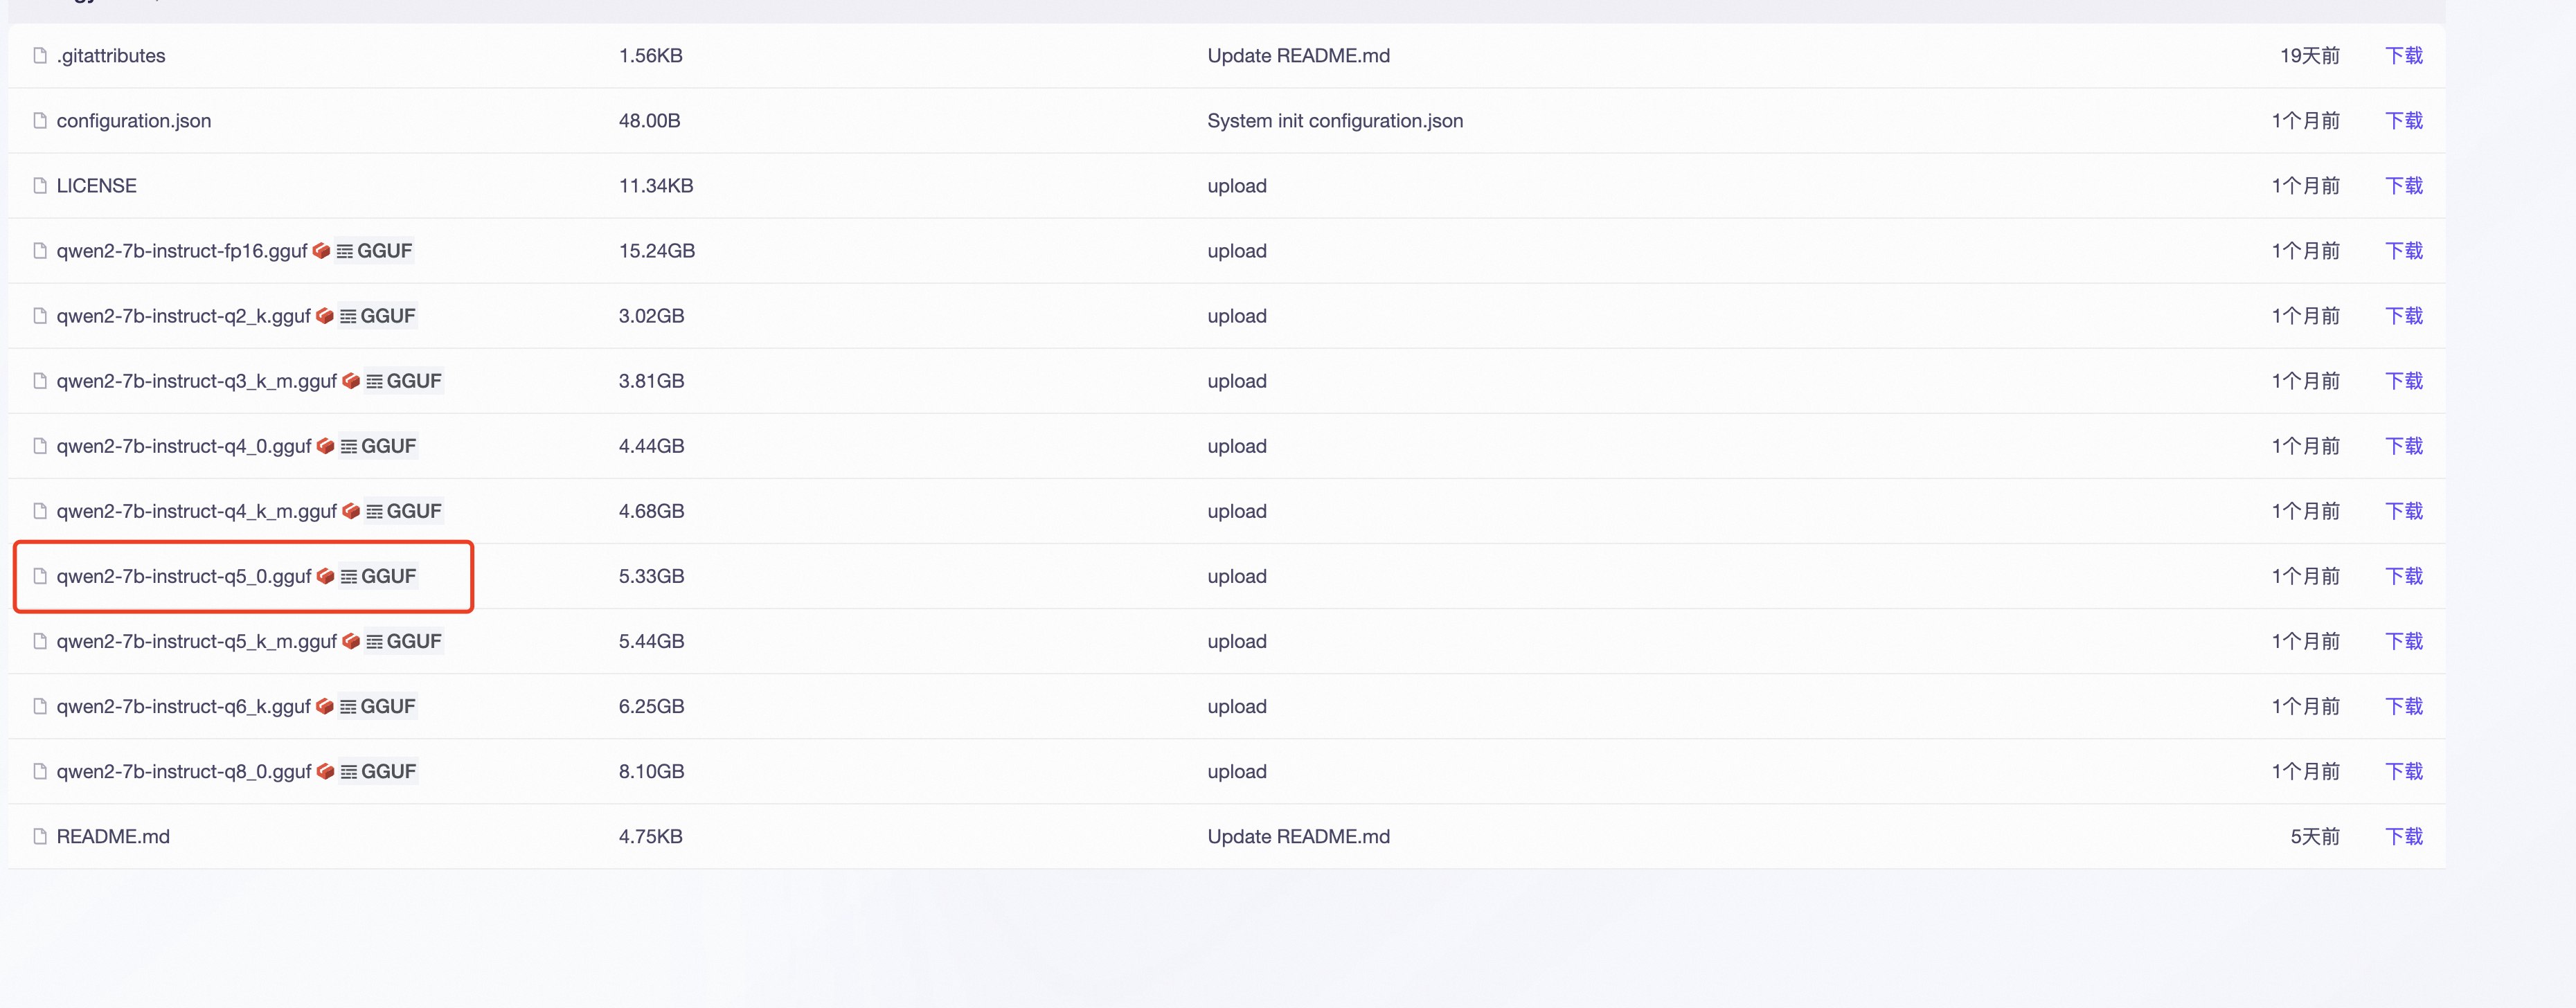 .gitattributes 1.56KB Update README.md 19天前 下载
configuration.json 48.00B System init configuration.json 1个月前 下载
LICENSE 11.34KB upload 1个月前 下载
qwen2-7b-instruct-fp16.gguf GGUF 15.24GB upload 1个月前 下载
qwen2-7b-instruct-q2_k.gguf GGUF 3.02GB upload 1个月前 下载
qwen2-7b-instruct-q3_k_m.gguf GGUF 3.81GB upload 1个月前 下载
qwen2-7b-instruct-q4_0.gguf GGUF 4.44GB upload 1个月前 下载
qwen2-7b-instruct-q4_k_m.gguf GGUF 4.68GB upload 1个月前 下载
qwen2-7b-instruct-q5_0.gguf GGUF 5.33GB upload 1个月前 下载
qwen2-7b-instruct-q5_k_m.gguf GGUF 5.44GB upload 1个月前 下载
qwen2-7b-instruct-q6_k.gguf GGUF 6.25GB upload 1个月前 下载
qwen2-7b-instruct-q8_0.gguf GGUF 8.10GB upload 1个月前 下载
README.md 4.75KB Update README.md 5天前 下载